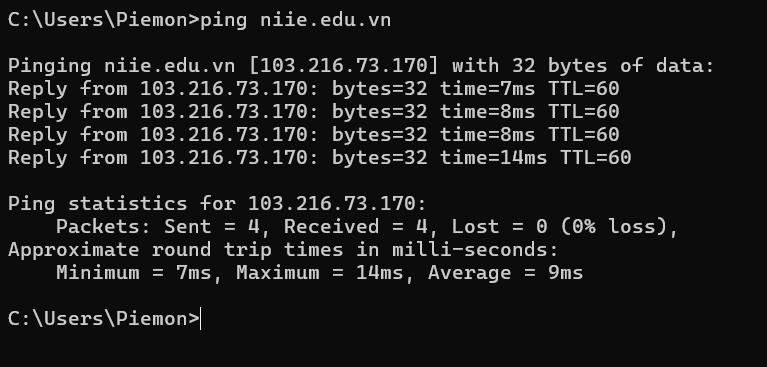 C:\Users\Piemon>ping niie.edu.vn
Pinging niie.edu.vn [103.216.73.170] with 32 bytes of data:
Reply from 103.216.73.170: bytes=32 time=7ms TTL=60
Reply from 103.216.73.170: bytes=32 time=8ms TTL=60
Reply from 103.216.73.170: bytes=32 time=8ms TTL=60
Reply from 103.216.73.170: bytes=32 time=14ms TTL=60
Ping statistics for 103.216.73.170:
    Packets: Sent = 4, Received = 4, Lost = 0 (0% loss),
Approximate round trip times in milli-seconds:
    Minimum = 7ms, Maximum = 14ms, Average = 9ms
C:\Users\Piemon>